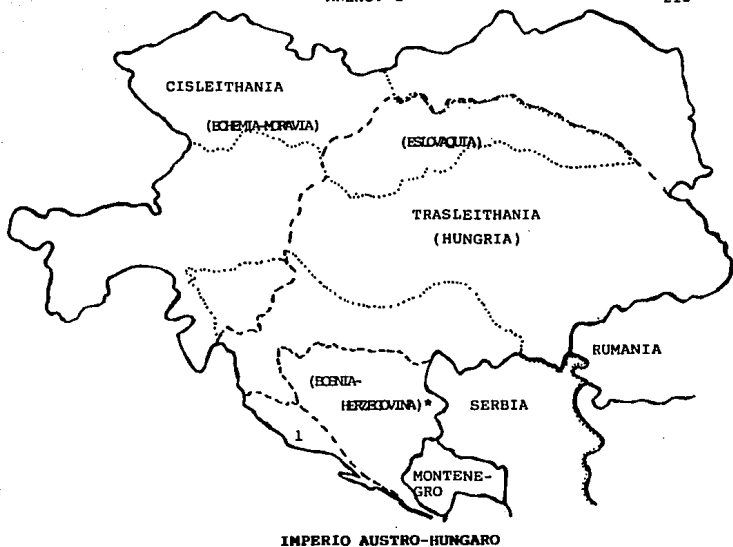 CISLEITHANIA
(BOHEMIA-MORAVIA)
(ESLOVAQUIA)
TRASLEITHANIA
(HUNGRIA)
RUMANIA
(BOSNIA-
HERZEGOVINA)*
SERBIA
1
MONTENE-
GRO
IMPERIO AUSTRO-HUNGARO